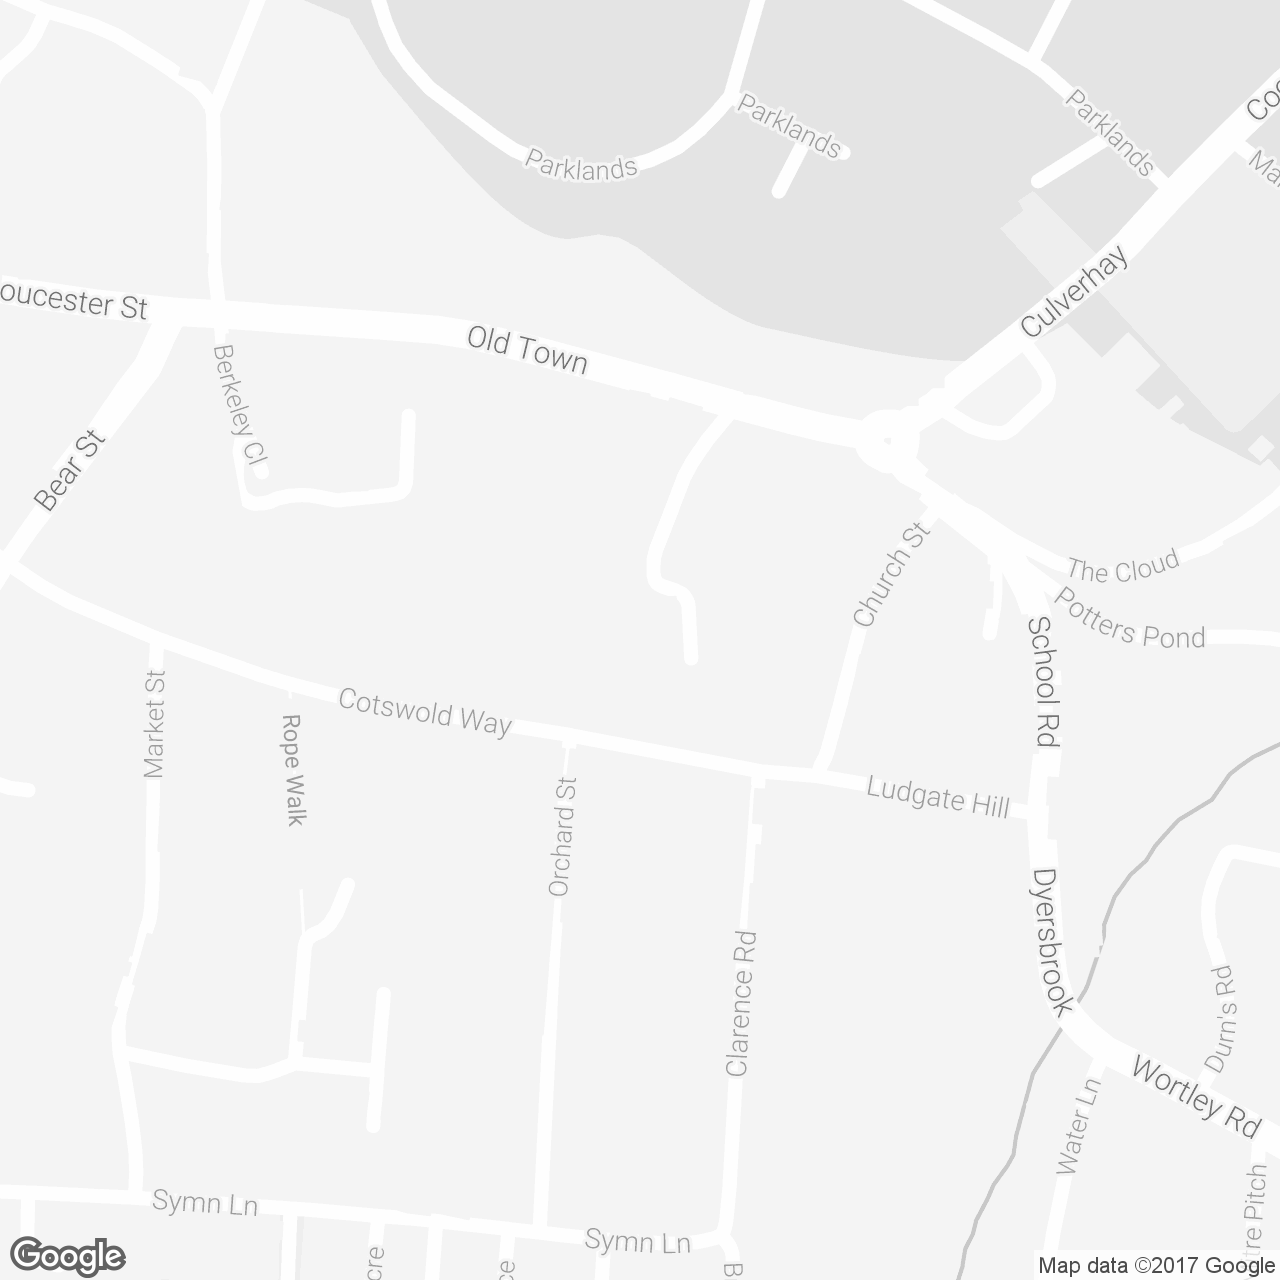 Parklands
Parklands
Parklands
Culverhay
oucester St
Old Town
Berkeley Cl
Bear St
Church St
The Cloud
Potters Pond
School Rd
Market St
Cotswold Way
Rope Walk
Orchard St
Ludgate Hill
Dyersbrook
Clarence Rd
Durn's Rd
Wortley Rd
Water Ln
Symn Ln
Symn Ln
Google
Map data ©2017 Google